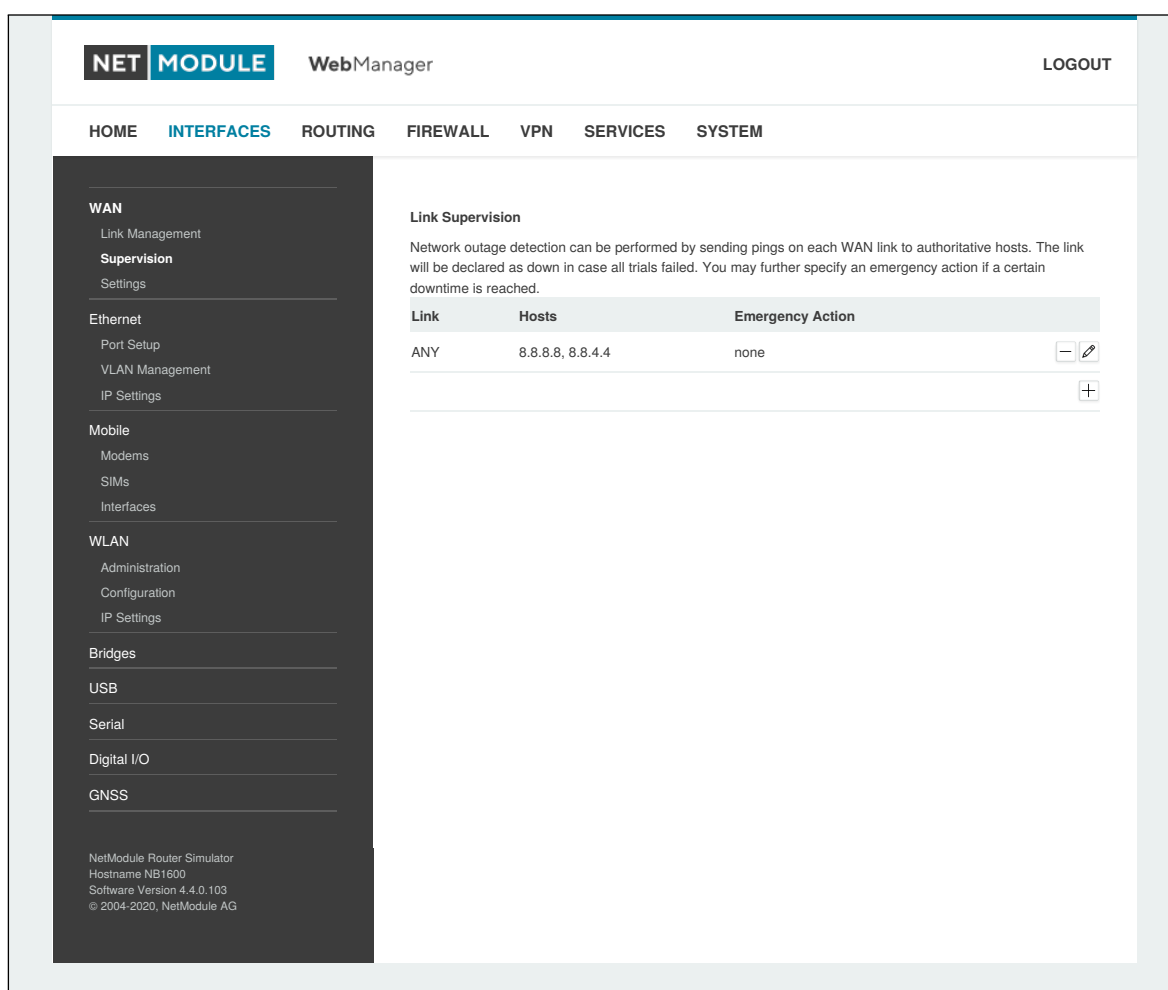 NET MODULE WebManager LOGOUT
HOME INTERFACES ROUTING FIREWALL VPN SERVICES SYSTEM
WAN
Link Management
Supervision
Settings
Ethernet
Port Setup
VLAN Management
IP Settings
Mobile
Modems
SIMs
Interfaces
WLAN
Administration
Configuration
IP Settings
Bridges
USB
Serial
Digital I/O
GNSS
NetModule Router Simulator
Hostname NB1600
Software Version 4.4.0.103
© 2004-2020, NetModule AG
Link Supervision
Network outage detection can be performed by sending pings on each WAN link to authoritative hosts. The link
will be declared as down in case all trials failed. You may further specify an emergency action if a certain
downtime is reached.
Link Hosts Emergency Action
ANY 8.8.8.8, 8.8.4.4 none